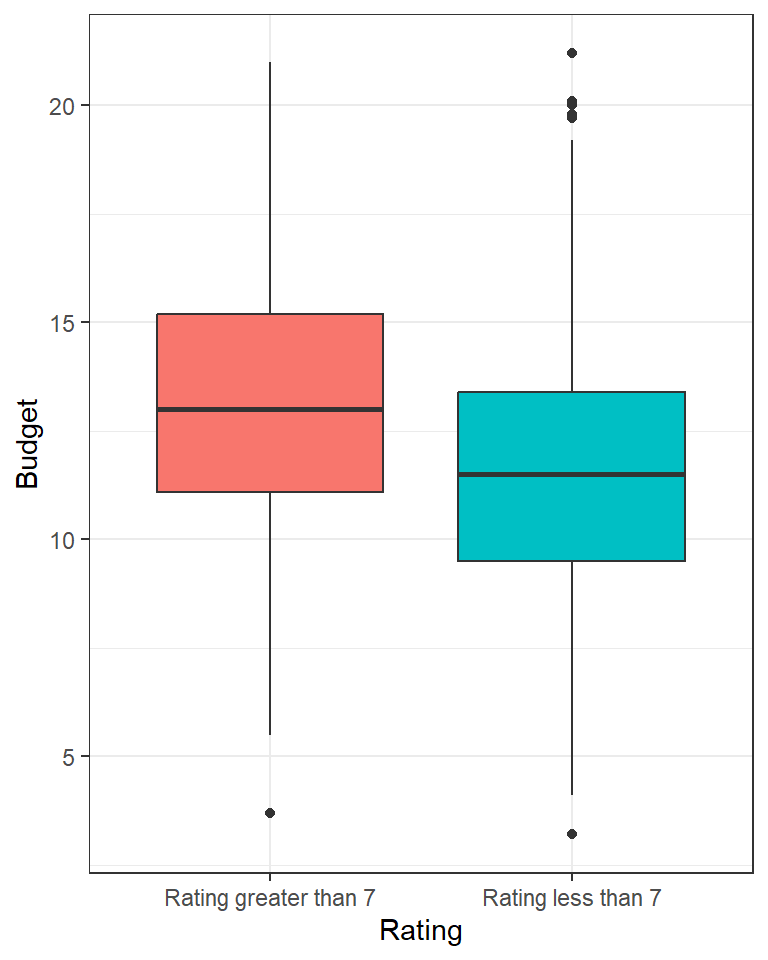 20
15
10
5
Budget
Rating greater than 7
Rating less than 7
Rating